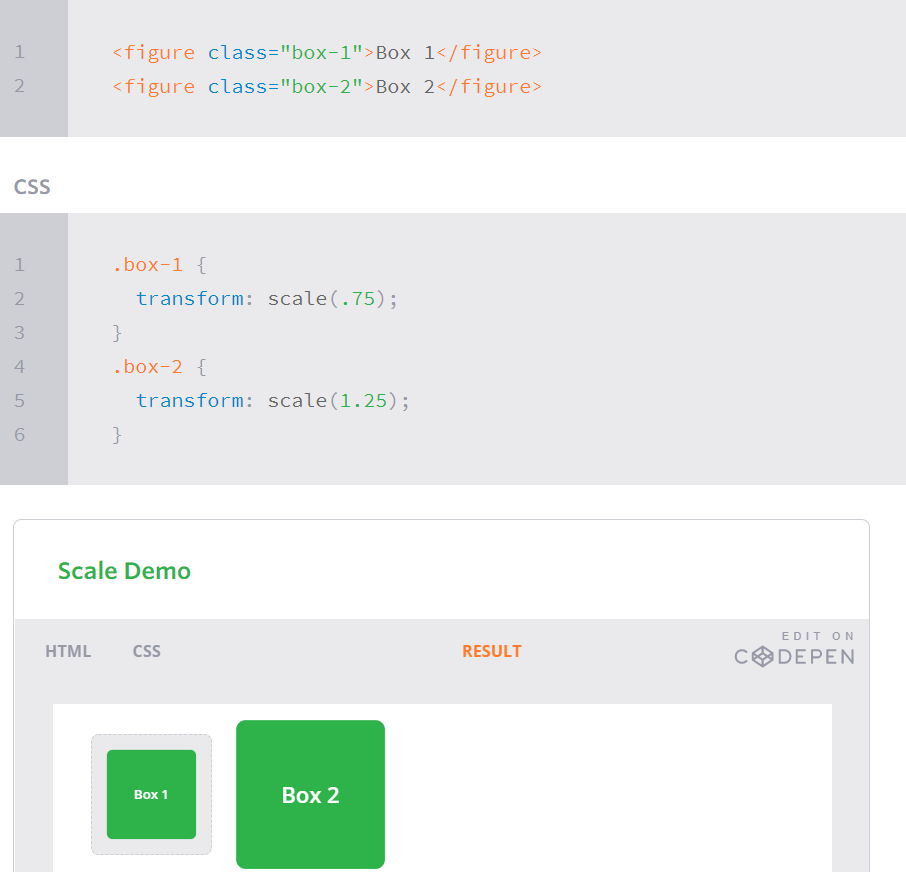 1 <figure class="box-1">Box 1</figure>
2 <figure class="box-2">Box 2</figure>
CSS
1 .box-1 {
2   transform: scale(.75);
3 }
4 .box-2 {
5   transform: scale(1.25);
6 }
Scale Demo
HTML CSS RESULT EDIT ON
CODEPEN
Box 1 Box 2